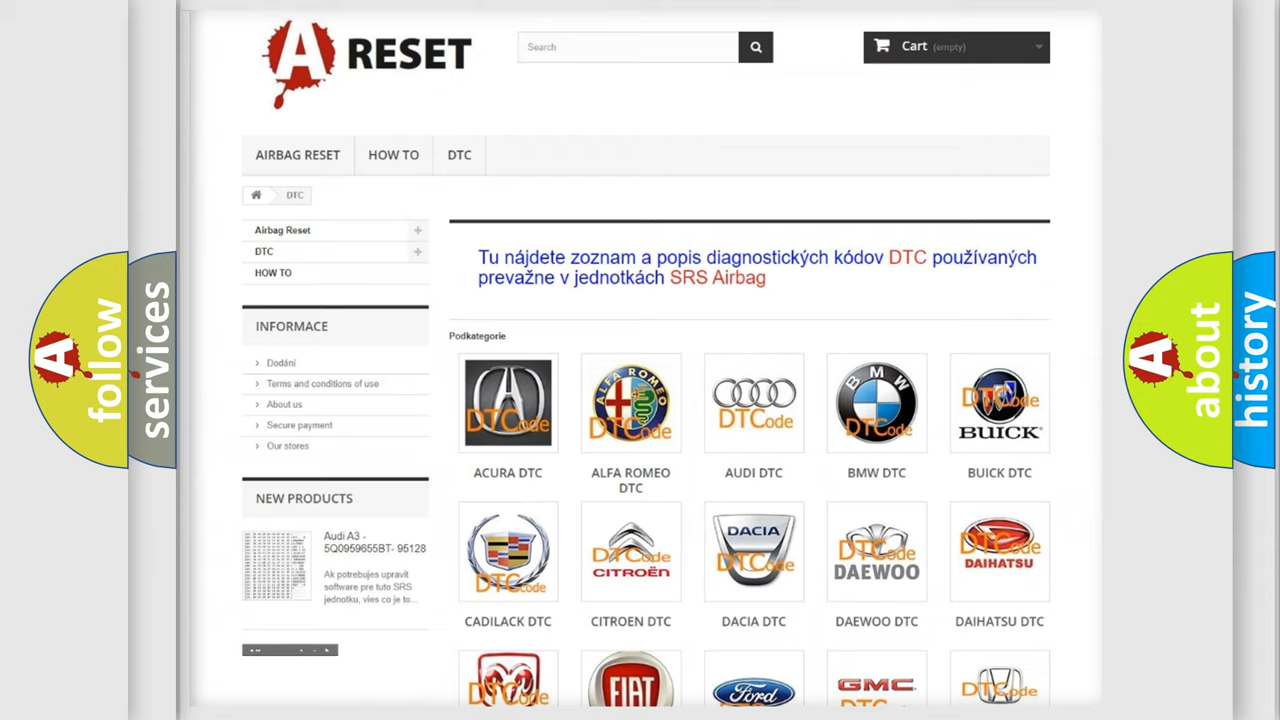 A RESET
Search
Cart (empty)
AIRBAG RESET
HOW TO
DTC
DTC
Airbag Reset
DTC
HOW TO
Tu nájdete zoznam a popis diagnostických kódov DTC používaných
prevažne v jednotkách SRS Airbag
INFORMACE
Dodání
Terms and conditions of use
About us
Secure payment
Our stores
Podkategorie
DTCode
ALFA ROMEO
DTCode
DTCode
BMW
DTCode
DTCode
BUICK
ACURA DTC
ALFA ROMEO
DTC
AUDI DTC
BMW DTC
BUICK DTC
NEW PRODUCTS
Audi A3 -
5Q0959655BT- 95128
Ak potrebujes upravit
software pre tuto SRS
jednotku, vies co je to...
DTCode
DTCode
CITROËN
DACIA
DTCode
DTCode
DAEWOO
DTCode
DAIHATSU
CADILACK DTC
CITROEN DTC
DACIA DTC
DAEWOO DTC
DAIHATSU DTC
DTCode
FIAT
Ford
GMC
DTCode
A follow
services
A about
history